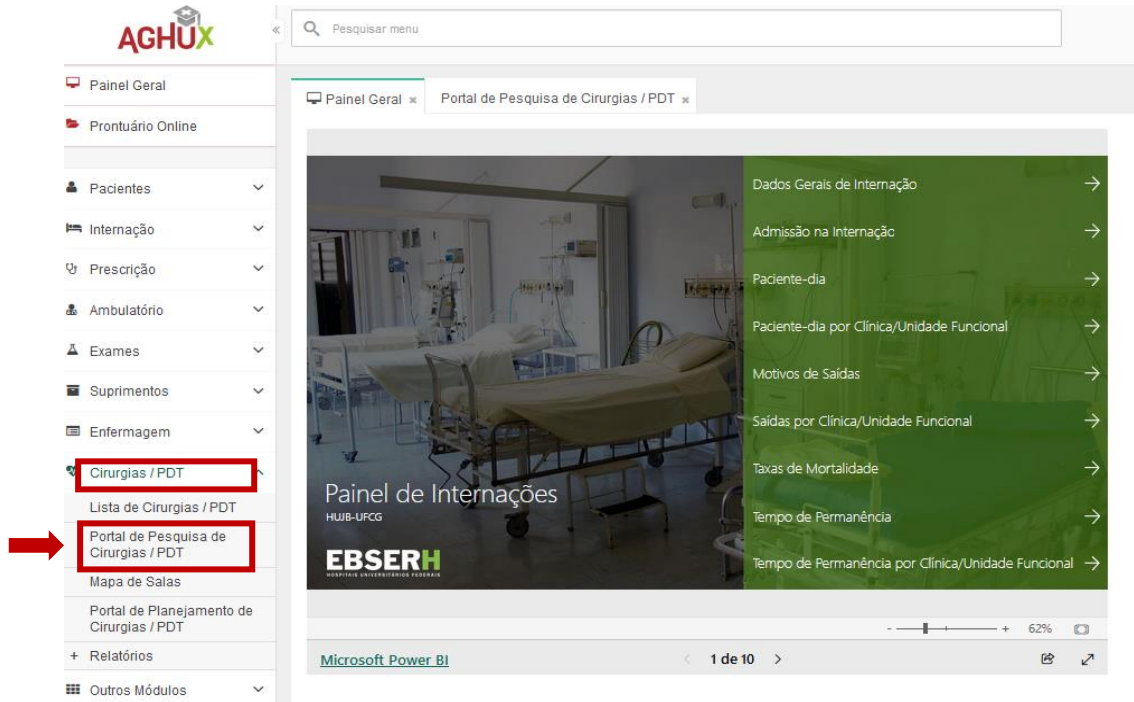 AGHUX
«
Pesquisar menu
Painel Geral
Prontuário Online
Pacientes
Internação
Prescrição
Ambulatório
Exames
Suprimentos
Enfermagem
Cirurgias / PDT
Lista de Cirurgias / PDT
Portal de Pesquisa de
Cirurgias / PDT
Mapa de Salas
Portal de Planejamento de
Cirurgias / PDT
+ Relatórios
Outros Módulos
Painel Geral × Portal de Pesquisa de Cirurgias / PDT ×
Painel de Internações
HUJB-UFCG
EBSERH
HOSPITAIS UNIVERSITÁRIOS FEDERAIS
Dados Gerais de Internação →
Admissão na Internação →
Paciente-dia →
Paciente-dia por Clínica/Unidade Funcional →
Motivos de Saídas →
Saídas por Clínica/Unidade Funcional →
Taxas de Mortalidade →
Tempo de Permanência →
Tempo de Permanência por Clínica/Unidade Funcional →
- + 62%
Microsoft Power BI < 1 de 10 >